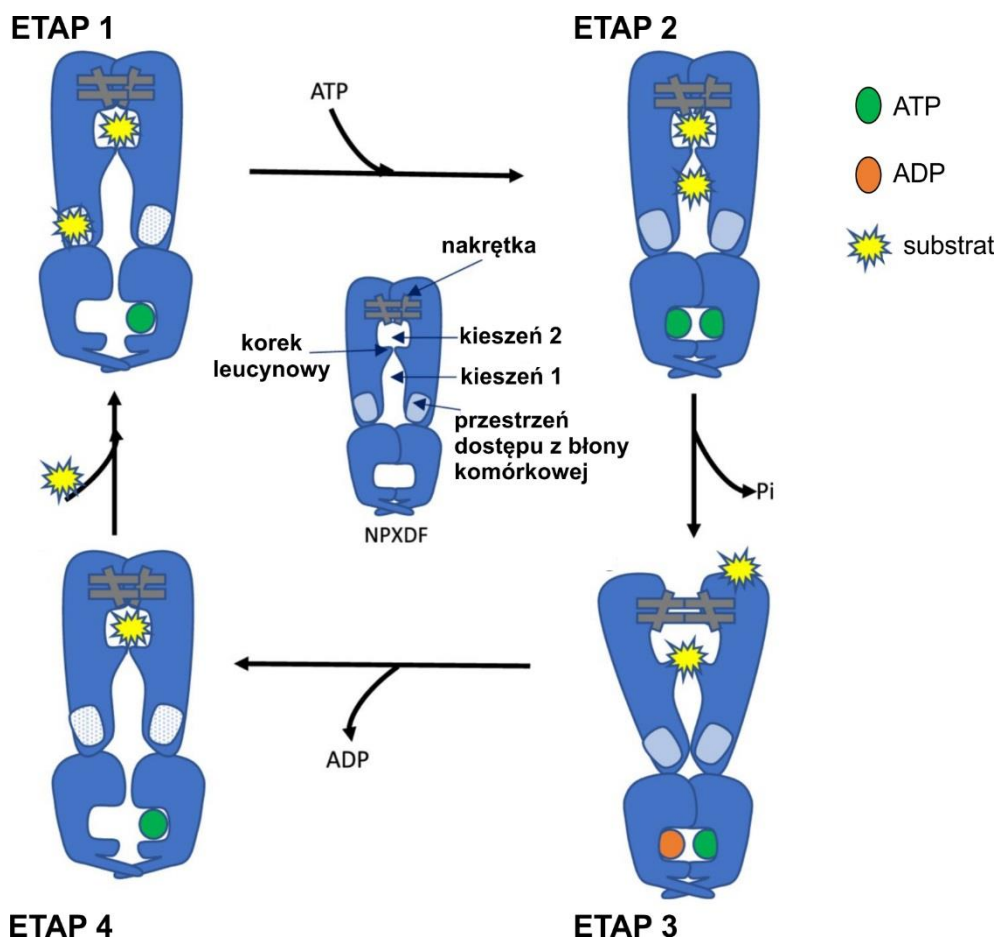 ETAP 1
ETAP 2
ATP
ATP
ADP
substrat
nakrętka
korek
leucynowy
kieszeń 2
kieszeń 1
przestrzeń
dostępu z błony
komórkowej
NPXDF
Pi
ADP
ETAP 4
ETAP 3